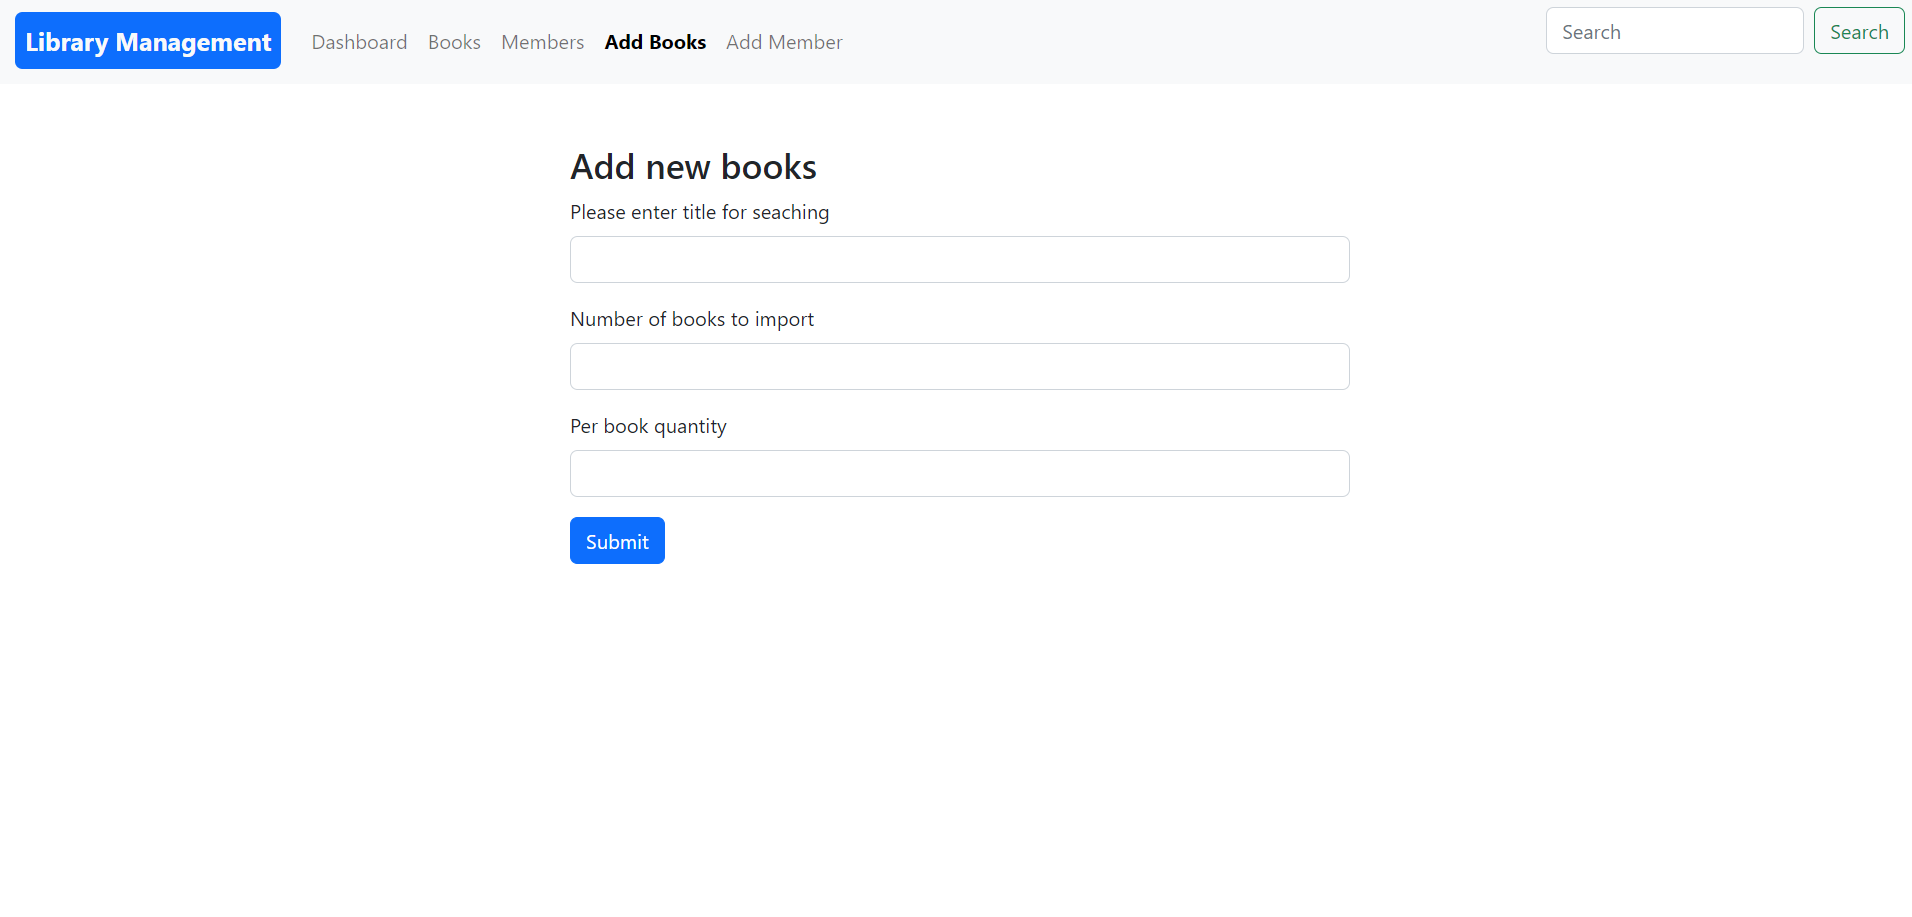 Library Management Dashboard Books Members Add Books Add Member Search Search
Add new books
Please enter title for seaching
Number of books to import
Per book quantity
Submit